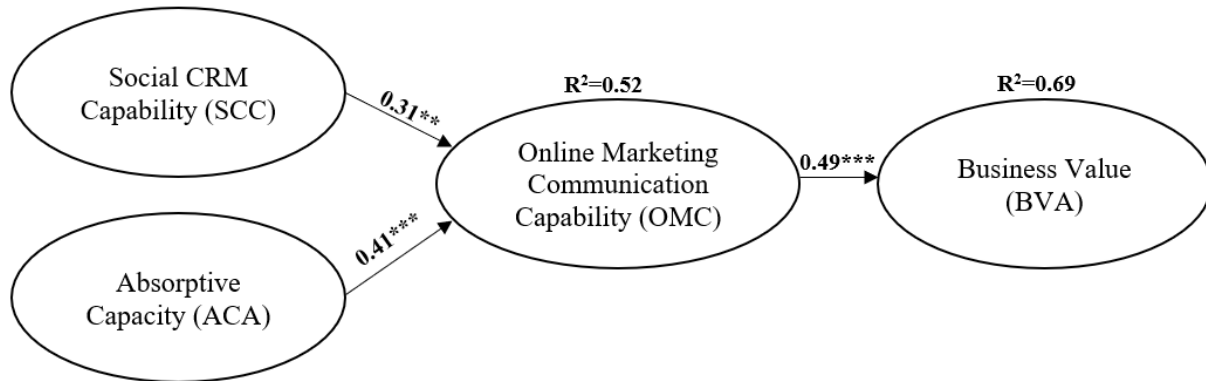 Social CRM
Capability (SCC)
0.31**
Absorptive
Capacity (ACA)
0.41***
R²=0.52
Online Marketing
Communication
Capability (OMC)
0.49***
R²=0.69
Business Value
(BVA)